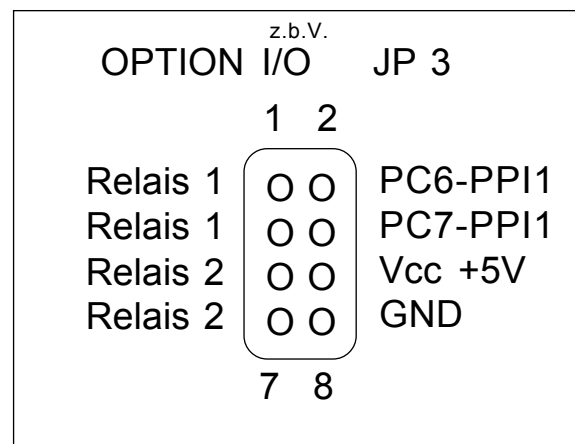 z.b.V.
OPTION I/O JP 3
1 2
Relais 1 O O PC6-PPI1
Relais 1 O O PC7-PPI1
Relais 2 O O Vcc +5V
Relais 2 O O GND
7 8